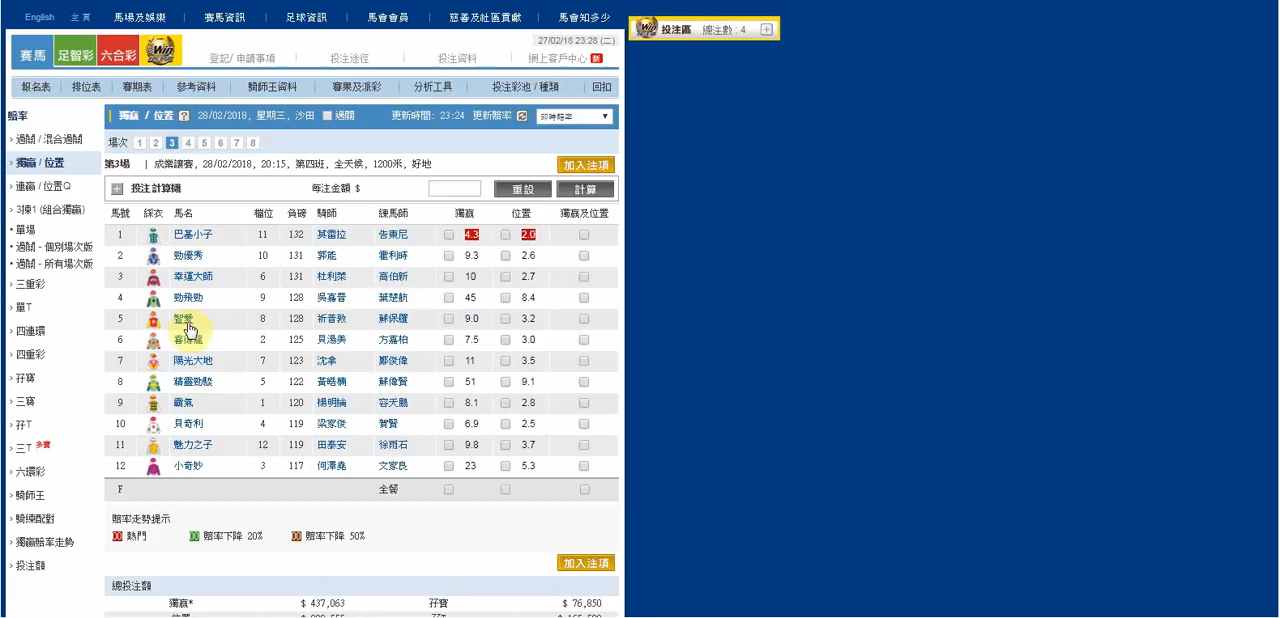 English 主頁 馬場及娛樂 賽馬資訊 足球資訊 馬會會員 慈善及社區貢獻 馬會知多少
投注區 總注數 : 4
27/02/18 23:28 (二)
賽馬 足智彩 六合彩 登記/申請事項 投注途徑 投注資料 網上客戶中心 新
報名表 排位表 賽期表 參考資料 騎師王資料 賽果及派彩 分析工具 投注彩池 / 種類 回扣
賠率
獨贏 / 位置 ? 28/02/2018, 星期三, 沙田 過關 更新時間: 23:24 更新賠率 即時賠率
過關 / 混合過關
場次 1 2 3 4 5 6 7 8
獨贏 / 位置
第3場 | 成業讓賽, 28/02/2018, 20:15, 第四班, 全天候, 1200米, 好地 加入注項
連贏 / 位置Q
投注計算機 每注金額 $ 重設 計算
3揀1 (組合獨贏)
馬號 綵衣 馬名 檔位 負磅 騎師 練馬師 獨贏 位置 獨贏及位置
單場
1 巴基小子 11 132 莫雷拉 告東尼 4.3 2.0
過關 - 個別場次版
2 勁優秀 10 131 郭能 霍利時 9.3 2.6
過關 - 所有場次版
3 幸運大師 6 131 杜利萊 高伯新 10 2.7
三重彩
4 勁飛勁 9 128 吳嘉晉 葉楚航 45 8.4
單T
5 智愛 8 128 祈普敦 蘇保羅 9.0 3.2
四連環
6 喜得龍 2 125 貝湯美 方嘉柏 7.5 3.0
四重彩
7 陽光大地 7 123 沈拿 鄭俊偉 11 3.5
孖寶
8 精靈勁駿 5 122 黃皓楠 蘇偉賢 51 9.1
三寶
9 霸氣 1 120 楊明綸 容天鵬 8.1 2.8
孖T
10 貝奇利 4 119 梁家俊 賀賢 6.9 2.5
三T 多寶
11 魅力之子 12 119 田泰安 徐雨石 9.8 3.7
六環彩
12 小奇妙 3 117 何澤堯 文家良 23 5.3
騎師王
F 全餐
騎練配對
賠率走勢提示
獨贏賠率走勢
熱門 賠率下降 20% 賠率下降 50%
投注額
加入注項
總投注額
獨贏* $ 437,063 孖寶 $ 76,850